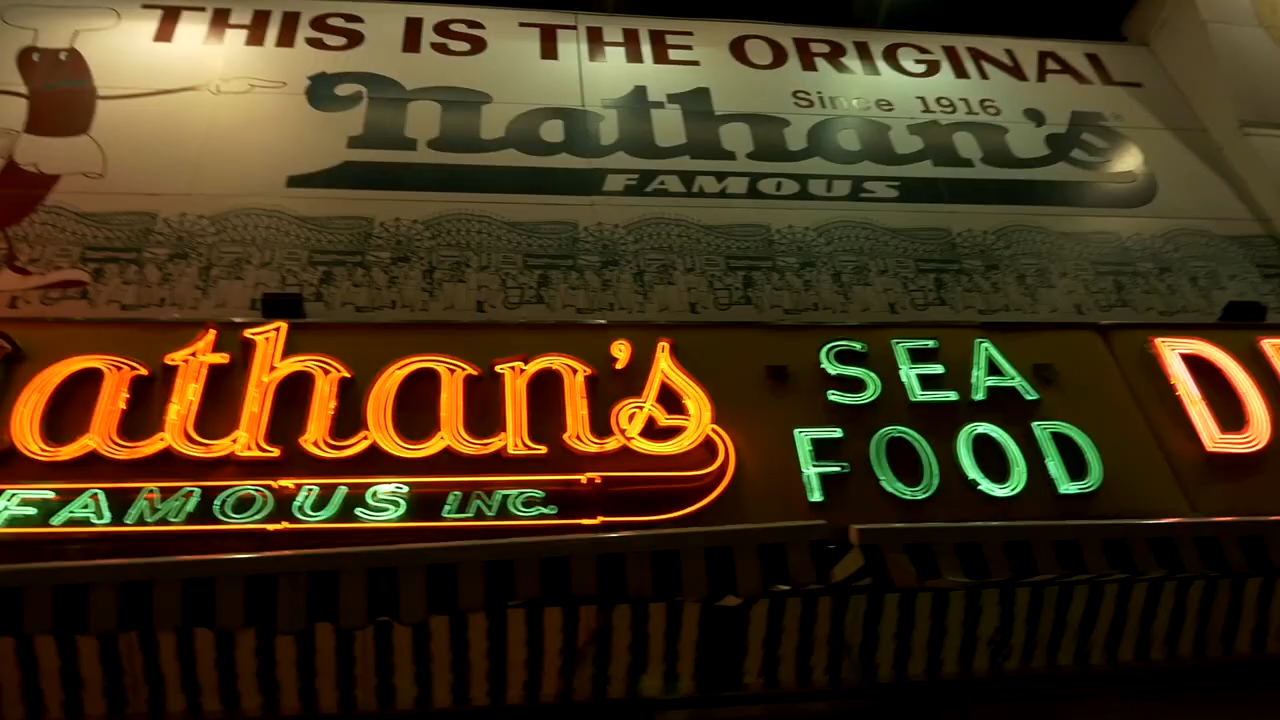 THIS IS THE ORIGINAL
Since 1916
Nathan's
FAMOUS
athan's
FAMOUS INC.
SEA
FOOD